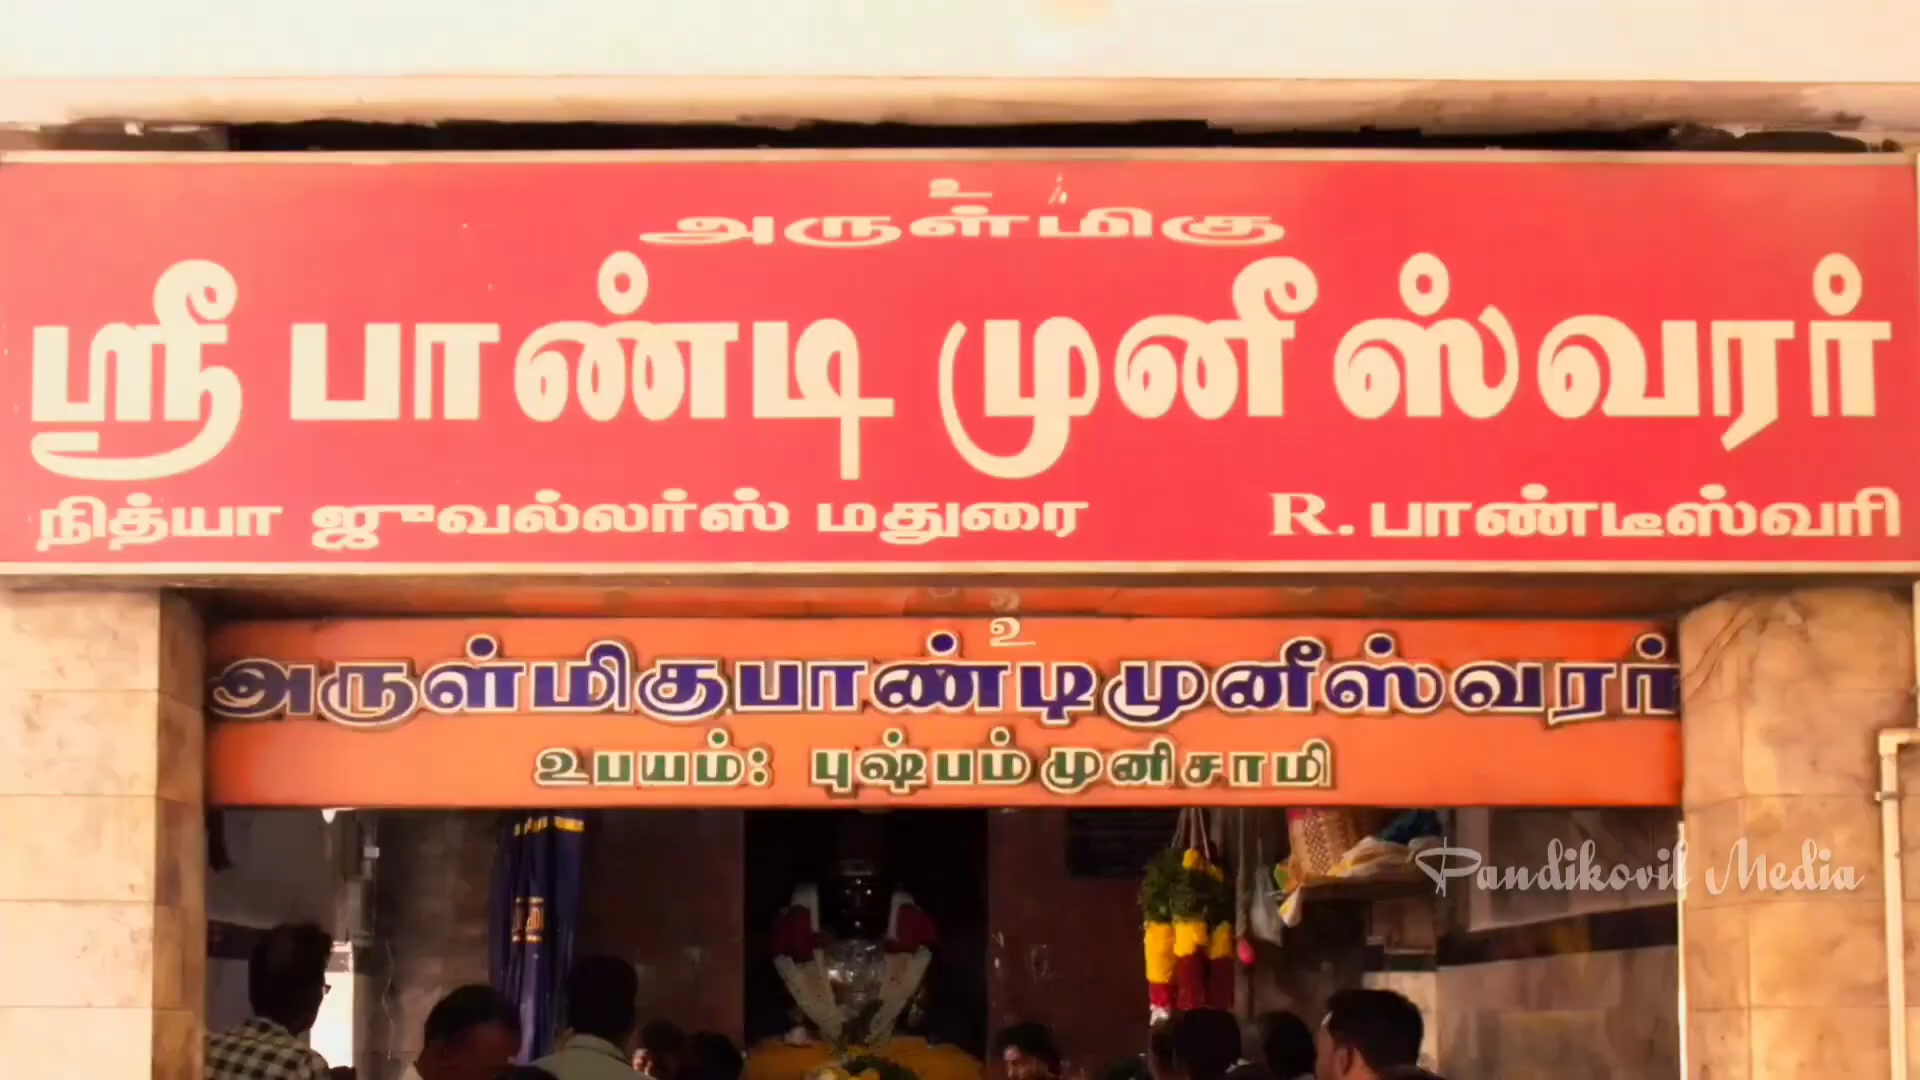 உ
அருள்மிகு
ஸ்ரீ பாண்டி முனீஸ்வரர்
நித்யா ஜுவல்லர்ஸ் மதுரை R. பாண்டீஸ்வரி
உ
அருள்மிகு பாண்டி முனீஸ்வரர்
உபயம்: புஷ்பம் முனிசாமி
Pandikovil Media